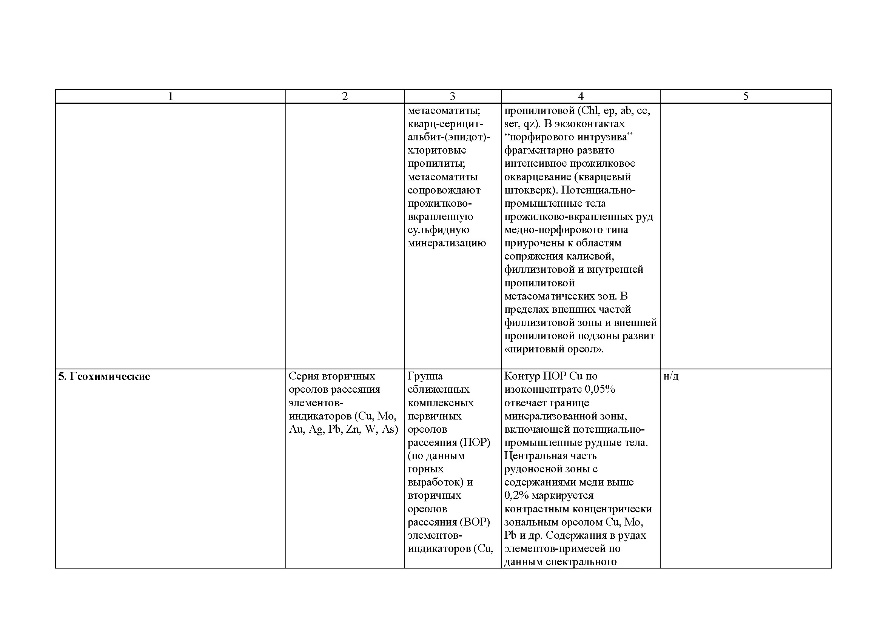 1 2 3 4 5
метасоматиты;
кварц-серицит-
альбит-(эпидот)-
хлоритовые
пропилиты;
метасоматиты
сопровождают
прожилково-
вкрапленную
сульфидную
минерализацию
пропилитовой (Chl, ep, ab, cc,
ser, qz). В экзоконтактах
“порфирового интрузива”
фрагментарно развито
интенсивное прожилковое
окварцевание (кварцевый
штокверк). Потенциально-
промышленные тела
прожилково-вкрапленных руд
медно-порфирового типа
приурочены к областям
сопряжения калиевой,
филлизитовой и внутренней
пропилитовой
метасоматических зон. В
пределах внешних частей
филлизитовой зоны и внешней
пропилитовой подзоны развит
«пиритовый ореол».
5. Геохимические
Серия вторичных
ореолов рассеяния
элементов-
индикаторов (Cu, Mo,
Au, Ag, Pb, Zn, W, As)
Группа
сближенных
комплексных
первичных
ореолов
рассеяния (ПОР)
(по данным
горных
выработок) и
вторичных
ореолов
рассеяния (ВОР)
элементов-
индикаторов (Cu,
Контур ПОР Cu по
изоконцентрате 0,05%
отвечает границе
минерализованной зоны,
включающей потенциально-
промышленные рудные тела.
Центральная часть
рудоносной зоны с
содержаниями меди выше
0,2% маркируется
контрастным концентрически
зональным ореолом Cu, Mo,
Pb и др. Содержания в рудах
элементов-примесей по
данным спектрального
н/д